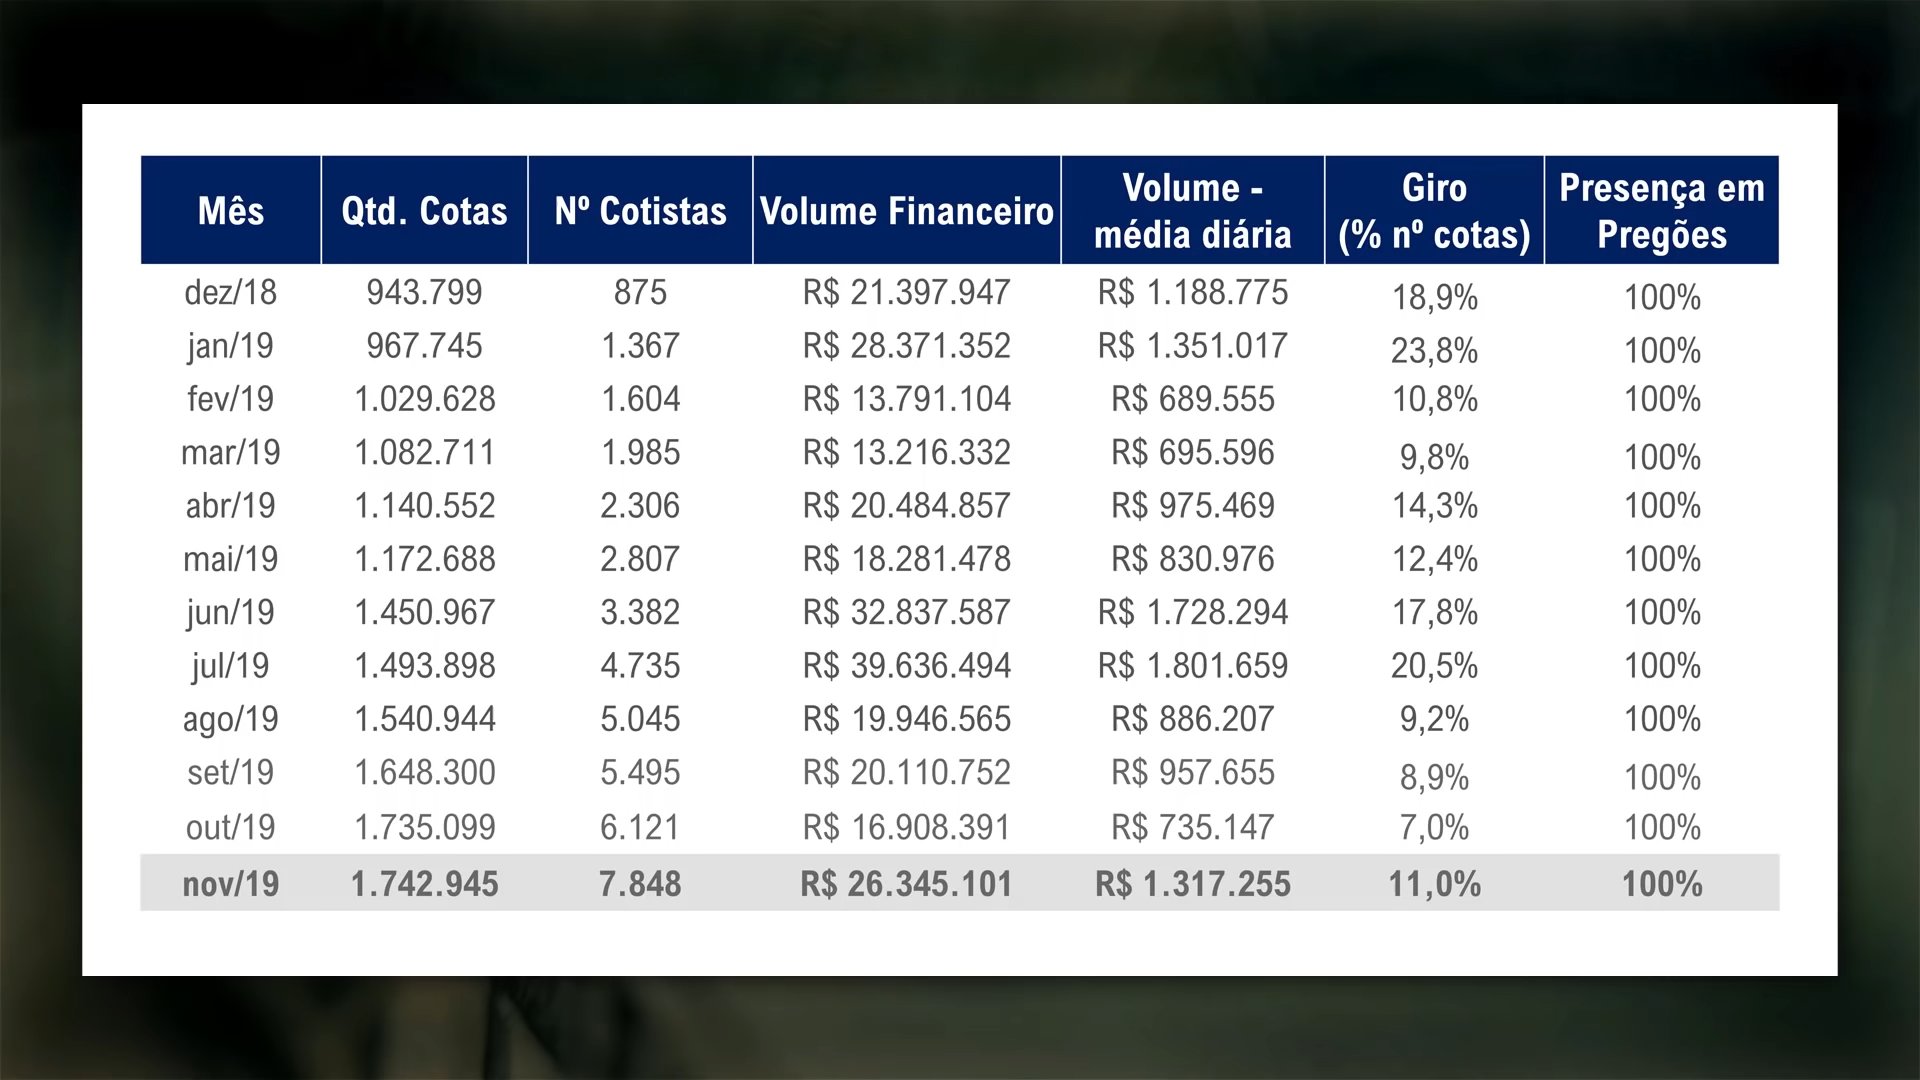 Mês Qtd. Cotas Nº Cotistas Volume Financeiro Volume - média diária Giro (% nº cotas) Presença em Pregões
dez/18 943.799 875 R$ 21.397.947 R$ 1.188.775 18,9% 100%
jan/19 967.745 1.367 R$ 28.371.352 R$ 1.351.017 23,8% 100%
fev/19 1.029.628 1.604 R$ 13.791.104 R$ 689.555 10,8% 100%
mar/19 1.082.711 1.985 R$ 13.216.332 R$ 695.596 9,8% 100%
abr/19 1.140.552 2.306 R$ 20.484.857 R$ 975.469 14,3% 100%
mai/19 1.172.688 2.807 R$ 18.281.478 R$ 830.976 12,4% 100%
jun/19 1.450.967 3.382 R$ 32.837.587 R$ 1.728.294 17,8% 100%
jul/19 1.493.898 4.735 R$ 39.636.494 R$ 1.801.659 20,5% 100%
ago/19 1.540.944 5.045 R$ 19.946.565 R$ 886.207 9,2% 100%
set/19 1.648.300 5.495 R$ 20.110.752 R$ 957.655 8,9% 100%
out/19 1.735.099 6.121 R$ 16.908.391 R$ 735.147 7,0% 100%
nov/19 1.742.945 7.848 R$ 26.345.101 R$ 1.317.255 11,0% 100%